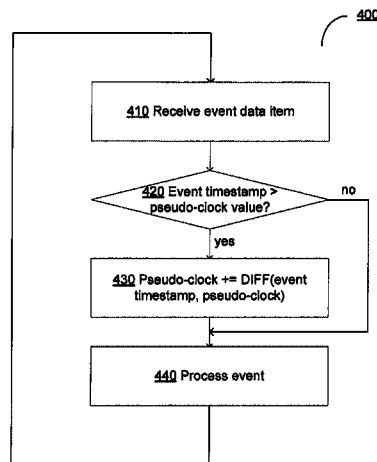 400
410 Receive event data item
420 Event timestamp >
pseudo-clock value?
no
yes
430 Pseudo-clock += DIFF(event
timestamp, pseudo-clock)
440 Process event